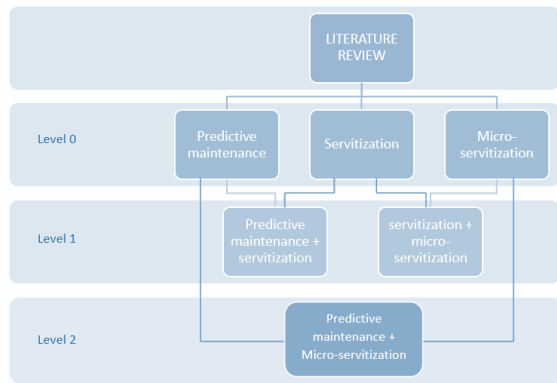 LITERATURE
REVIEW
Level 0
Predictive
maintenance
Servitization
Micro-
servitization
Level 1
Predictive
maintenance +
servitization
servitization +
micro-
servitization
Level 2
Predictive
maintenance +
Micro-servitization